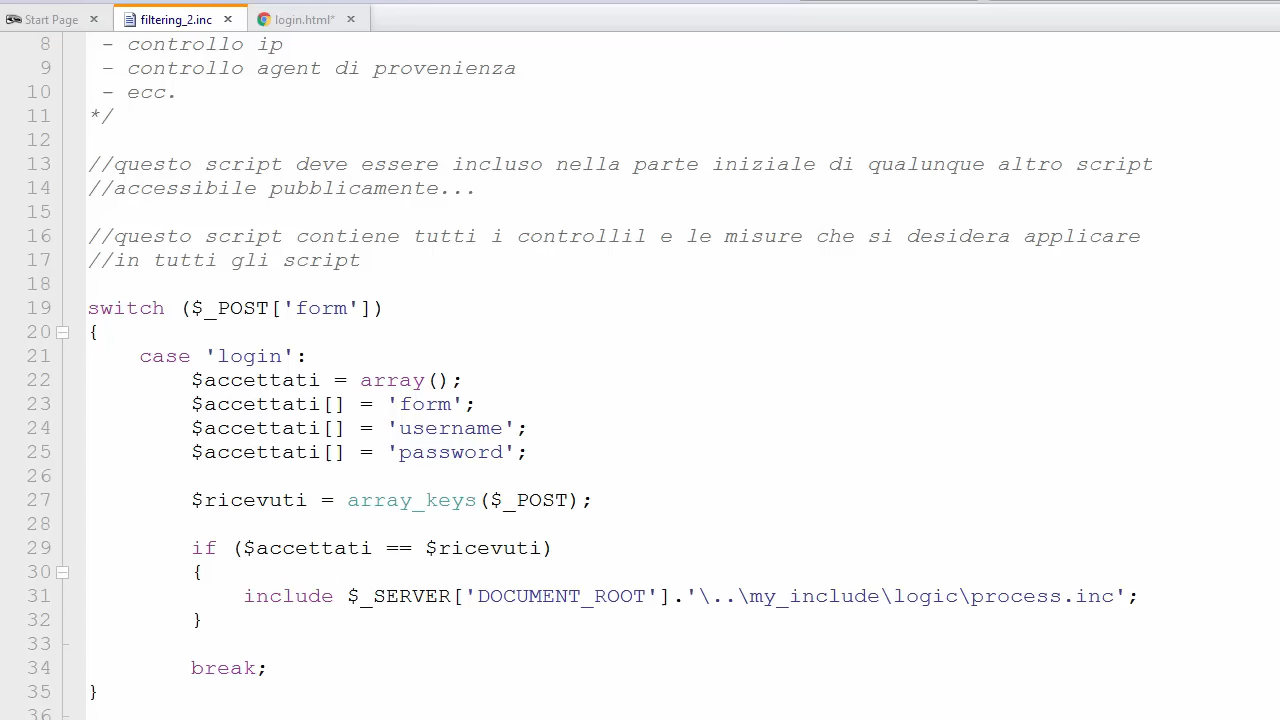 Start Page filtering_2.inc login.html*
8 - controllo ip
9 - controllo agent di provenienza
10 - ecc.
11 */
12
13 //questo script deve essere incluso nella parte iniziale di qualunque altro script
14 //accessibile pubblicamente...
15
16 //questo script contiene tutti i controllil e le misure che si desidera applicare
17 //in tutti gli script
18
19 switch ($_POST['form'])
20 {
21 case 'login':
22 $accettati = array();
23 $accettati[] = 'form';
24 $accettati[] = 'username';
25 $accettati[] = 'password';
26
27 $ricevuti = array_keys($_POST);
28
29 if ($accettati == $ricevuti)
30 {
31 include $_SERVER['DOCUMENT_ROOT'].'\..\my_include\logic\process.inc';
32 }
33
34 break;
35 }
36